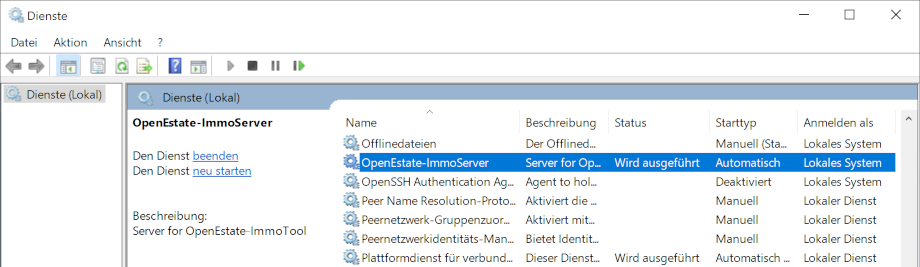 Dienste
Datei Aktion Ansicht ?
Dienste (Lokal)
Dienste (Lokal)
OpenEstate-ImmoServer
Den Dienst beenden
Den Dienst neu starten
Beschreibung:
Server for OpenEstate-ImmoTool
Name Beschreibung Status Starttyp Anmelden als
Offlinedateien Der Offlined... Manuell (Sta... Lokales System
OpenEstate-ImmoServer Server for Op... Wird ausgeführt Automatisch Lokales System
OpenSSH Authentication Ag... Agent to hol... Deaktiviert Lokales System
Peer Name Resolution-Proto... Aktiviert die ... Manuell Lokaler Dienst
Peernetzwerk-Gruppenzuor... Aktiviert mit... Manuell Lokaler Dienst
Peernetzwerkidentitäts-Man... Bietet Identit... Manuell Lokaler Dienst
Plattformdienst für verbund... Dieser Dienst... Wird ausgeführt Automatisch ... Lokaler Dienst